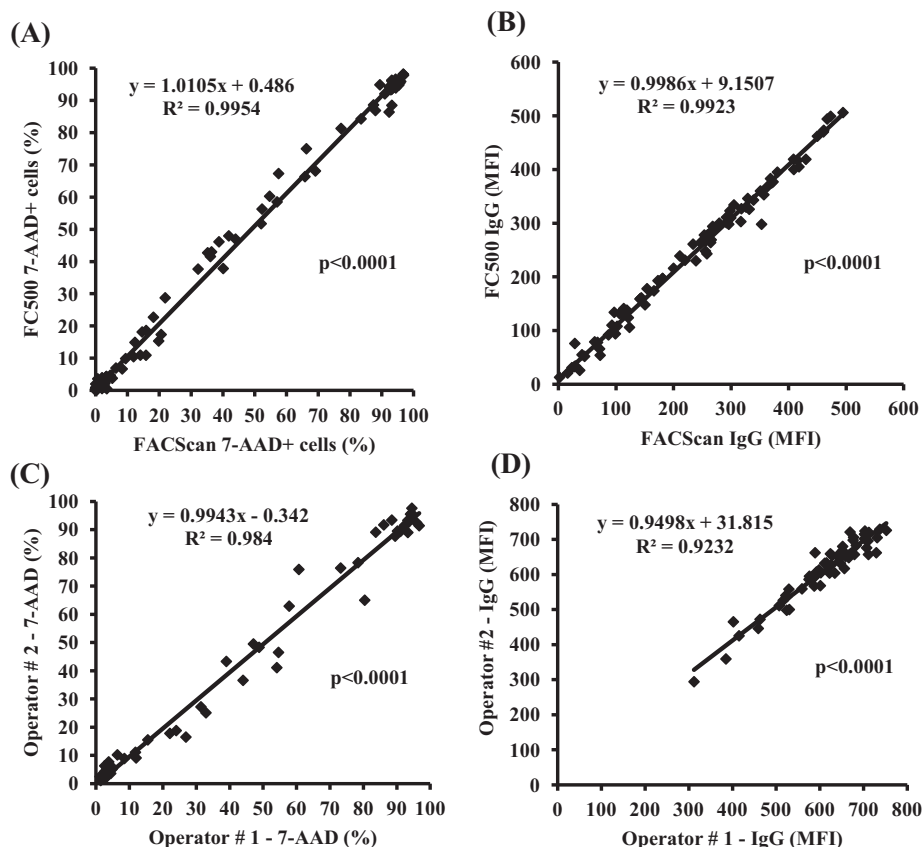 (A)
y = 1.0105x + 0.486
R² = 0.9954
p<0.0001
FC500 7-AAD+ cells (%)
100
90
80
70
60
50
40
30
20
10
0
0 10 20 30 40 50 60 70 80 90 100
FACScan 7-AAD+ cells (%)
(B)
y = 0.9986x + 9.1507
R² = 0.9923
p<0.0001
FC500 IgG (MFI)
600
500
400
300
200
100
0
0 100 200 300 400 500 600
FACScan IgG (MFI)
(C)
y = 0.9943x - 0.342
R² = 0.984
p<0.0001
Operator # 2 - 7-AAD (%)
100
90
80
70
60
50
40
30
20
10
0
0 10 20 30 40 50 60 70 80 90 100
Operator # 1 - 7-AAD (%)
(D)
y = 0.9498x + 31.815
R² = 0.9232
p<0.0001
Operator #2 - IgG (MFI)
800
700
600
500
400
300
200
100
0
0 100 200 300 400 500 600 700 800
Operator # 1 - IgG (MFI)